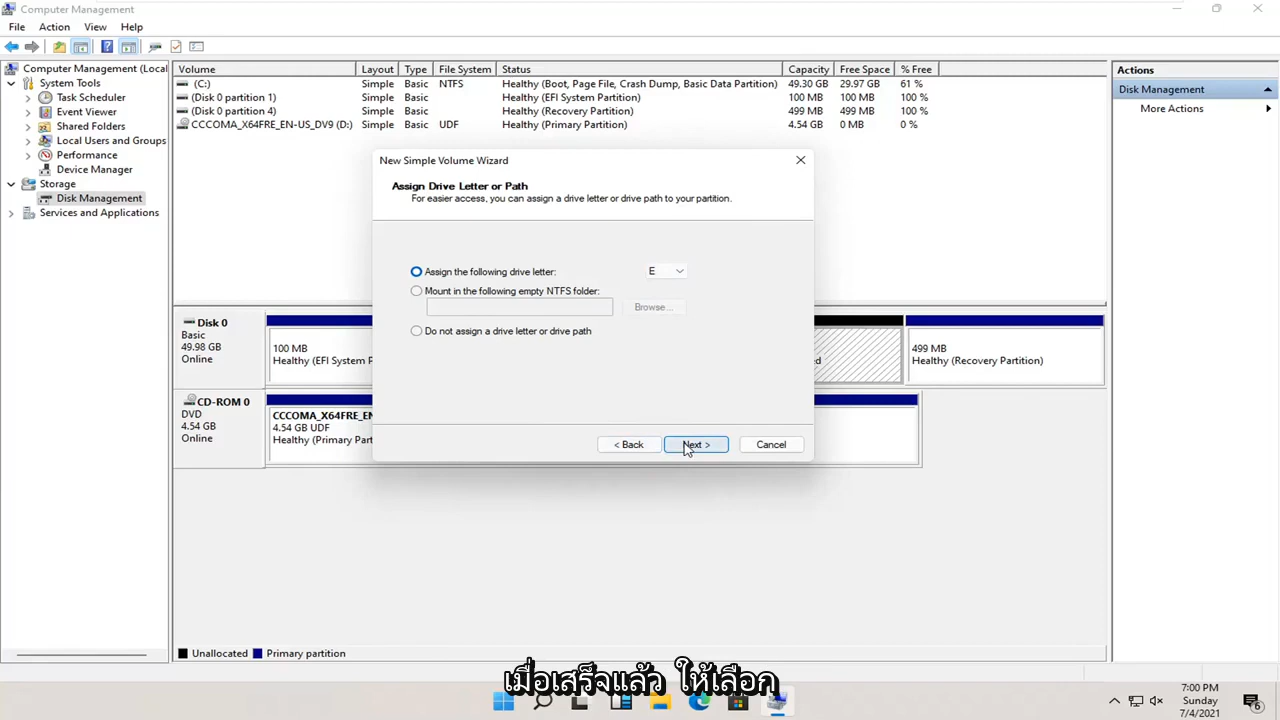 Computer Management
File Action View Help
Computer Management (Local
System Tools
Task Scheduler
Event Viewer
Shared Folders
Local Users and Groups
Performance
Device Manager
Storage
Disk Management
Services and Applications
Volume Layout Type File System Status Capacity Free Space % Free
(C:) Simple Basic NTFS Healthy (Boot, Page File, Crash Dump, Basic Data Partition) 49.30 GB 29.97 GB 61 %
(Disk 0 partition 1) Simple Basic Healthy (EFI System Partition) 100 MB 100 MB 100 %
(Disk 0 partition 4) Simple Basic Healthy (Recovery Partition) 499 MB 499 MB 100 %
CCCOMA_X64FRE_EN-US_DV9 (D:) Simple Basic UDF Healthy (Primary Partition) 4.54 GB 0 MB 0 %
Actions
Disk Management
More Actions
New Simple Volume Wizard
Assign Drive Letter or Path
For easier access, you can assign a drive letter or drive path to your partition.
Assign the following drive letter: E
Mount in the following empty NTFS folder:
Browse...
Do not assign a drive letter or drive path
< Back Next > Cancel
Disk 0
Basic
49.98 GB
Online
100 MB
Healthy (EFI System P
d
499 MB
Healthy (Recovery Partition)
CD-ROM 0
DVD
4.54 GB
Online
CCCOMA_X64FRE_EN
4.54 GB UDF
Healthy (Primary Part
Unallocated Primary partition
เมื่อเสร็จแล้ว ให้เลือก
7:00 PM
Sunday
7/4/2021
6